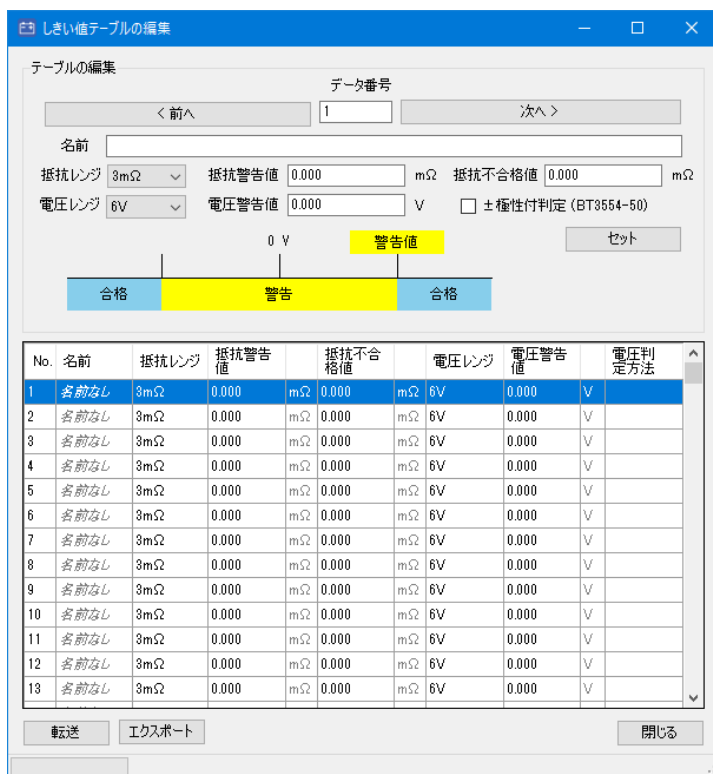 しきい値テーブルの編集
テーブルの編集
データ番号
< 前へ 1 次へ >
名前
抵抗レンジ 3mΩ 抵抗警告値 0.000 mΩ 抵抗不合格値 0.000 mΩ
電圧レンジ 6V 電圧警告値 0.000 V ±極性付判定 (BT3554-50)
0 V 警告値 セット
合格 警告 合格
No. 名前 抵抗レンジ 抵抗警告値 抵抗不合格値 電圧レンジ 電圧警告値 電圧判定方法
1 名前なし 3mΩ 0.000 mΩ 0.000 mΩ 6V 0.000 V
2 名前なし 3mΩ 0.000 mΩ 0.000 mΩ 6V 0.000 V
3 名前なし 3mΩ 0.000 mΩ 0.000 mΩ 6V 0.000 V
4 名前なし 3mΩ 0.000 mΩ 0.000 mΩ 6V 0.000 V
5 名前なし 3mΩ 0.000 mΩ 0.000 mΩ 6V 0.000 V
6 名前なし 3mΩ 0.000 mΩ 0.000 mΩ 6V 0.000 V
7 名前なし 3mΩ 0.000 mΩ 0.000 mΩ 6V 0.000 V
8 名前なし 3mΩ 0.000 mΩ 0.000 mΩ 6V 0.000 V
9 名前なし 3mΩ 0.000 mΩ 0.000 mΩ 6V 0.000 V
10 名前なし 3mΩ 0.000 mΩ 0.000 mΩ 6V 0.000 V
11 名前なし 3mΩ 0.000 mΩ 0.000 mΩ 6V 0.000 V
12 名前なし 3mΩ 0.000 mΩ 0.000 mΩ 6V 0.000 V
13 名前なし 3mΩ 0.000 mΩ 0.000 mΩ 6V 0.000 V
転送 エクスポート 閉じる